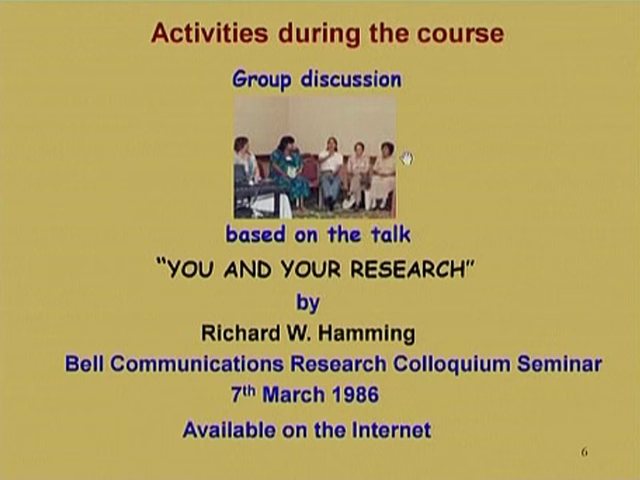 Activities during the course
Group discussion
based on the talk
“YOU AND YOUR RESEARCH”
by
Richard W. Hamming
Bell Communications Research Colloquium Seminar
7th March 1986
Available on the Internet
6